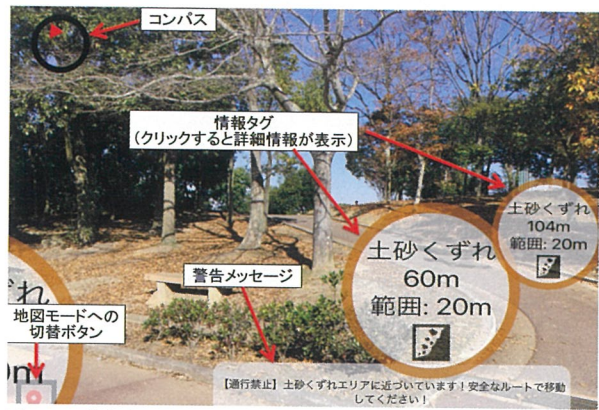 コンパス
情報タグ
(クリックすると詳細情報が表示)
土砂くずれ
104m
範囲: 20m
土砂くずれ
60m
範囲: 20m
警告メッセージ
れ
地図モードへの
切替ボタン
0m
【通行禁止】土砂くずれエリアに近づいています！安全なルートで移動
してください！